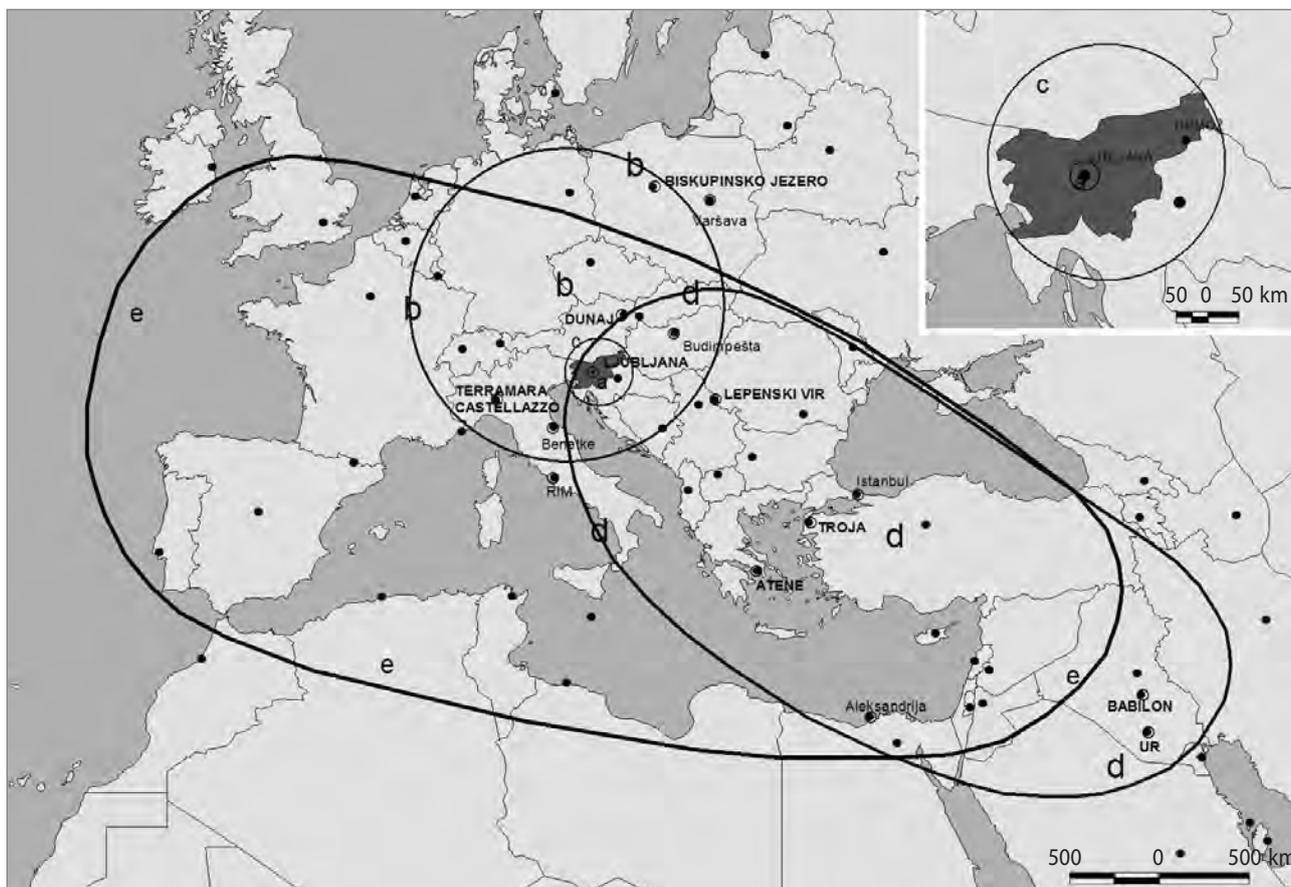 c
50 0 50 km
b
BISKUPINSKO JEZERO
Varšava
e
b
b
d
DUNAJ
Budimpešta
c
LJUBLJANA
a
TERRAMARA
CASTELLAZZO
LEPENSKI VIR
Benetke
RIM
Istanbul
d
TROJA
d
ATENE
e
e
Aleksandrija
BABILON
UR
d
500 0 500 km